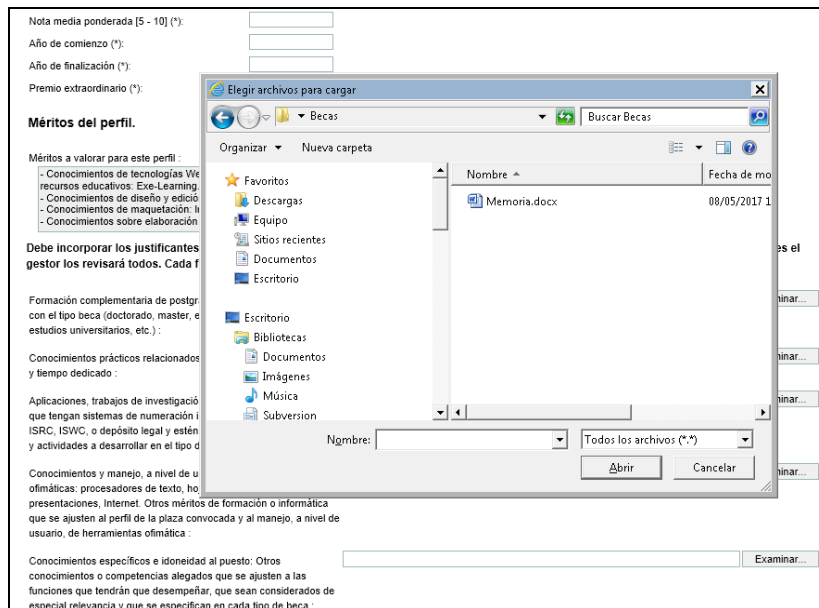 Nota media ponderada [5 - 10] (*):
Año de comienzo (*):
Año de finalización (*):
Premio extraordinario (*):
Méritos del perfil.
Méritos a valorar para este perfil :
- Conocimientos de tecnologías We
recursos educativos: Exe-Learning.
- Conocimientos de diseño y edició
- Conocimientos de maquetación: I
- Conocimientos sobre elaboración
Debe incorporar los justificantes
es el
gestor los revisará todos. Cada f
Formación complementaria de postgr
con el tipo beca (doctorado, master, e
estudios universitarios, etc.) :
minar...
Conocimientos prácticos relacionados
y tiempo dedicado :
minar...
Aplicaciones, trabajos de investigació
que tengan sistemas de numeración i
ISRC, ISWC, o depósito legal y estén
y actividades a desarrollar en el tipo d
minar...
Conocimientos y manejo, a nivel de u
ofimáticas: procesadores de texto, ho
presentaciones, Internet. Otros méritos de formación o informática
que se ajusten al perfil de la plaza convocada y al manejo, a nivel de
usuario, de herramientas ofimática :
minar...
Conocimientos específicos e idoneidad al puesto: Otros
conocimientos o competencias alegados que se ajusten a las
funciones que tendrán que desempeñar, que sean considerados de
especial relevancia y que se especifican en cada tipo de beca :
Examinar...
Elegir archivos para cargar
Becas
Buscar Becas
Organizar
Nueva carpeta
Favoritos
Descargas
Equipo
Sitios recientes
Documentos
Escritorio
Escritorio
Bibliotecas
Documentos
Imágenes
Música
Subversion
Nombre
Fecha de mo
Memoria.docx
08/05/2017 1
Nombre:
Todos los archivos (*.*)
Abrir
Cancelar